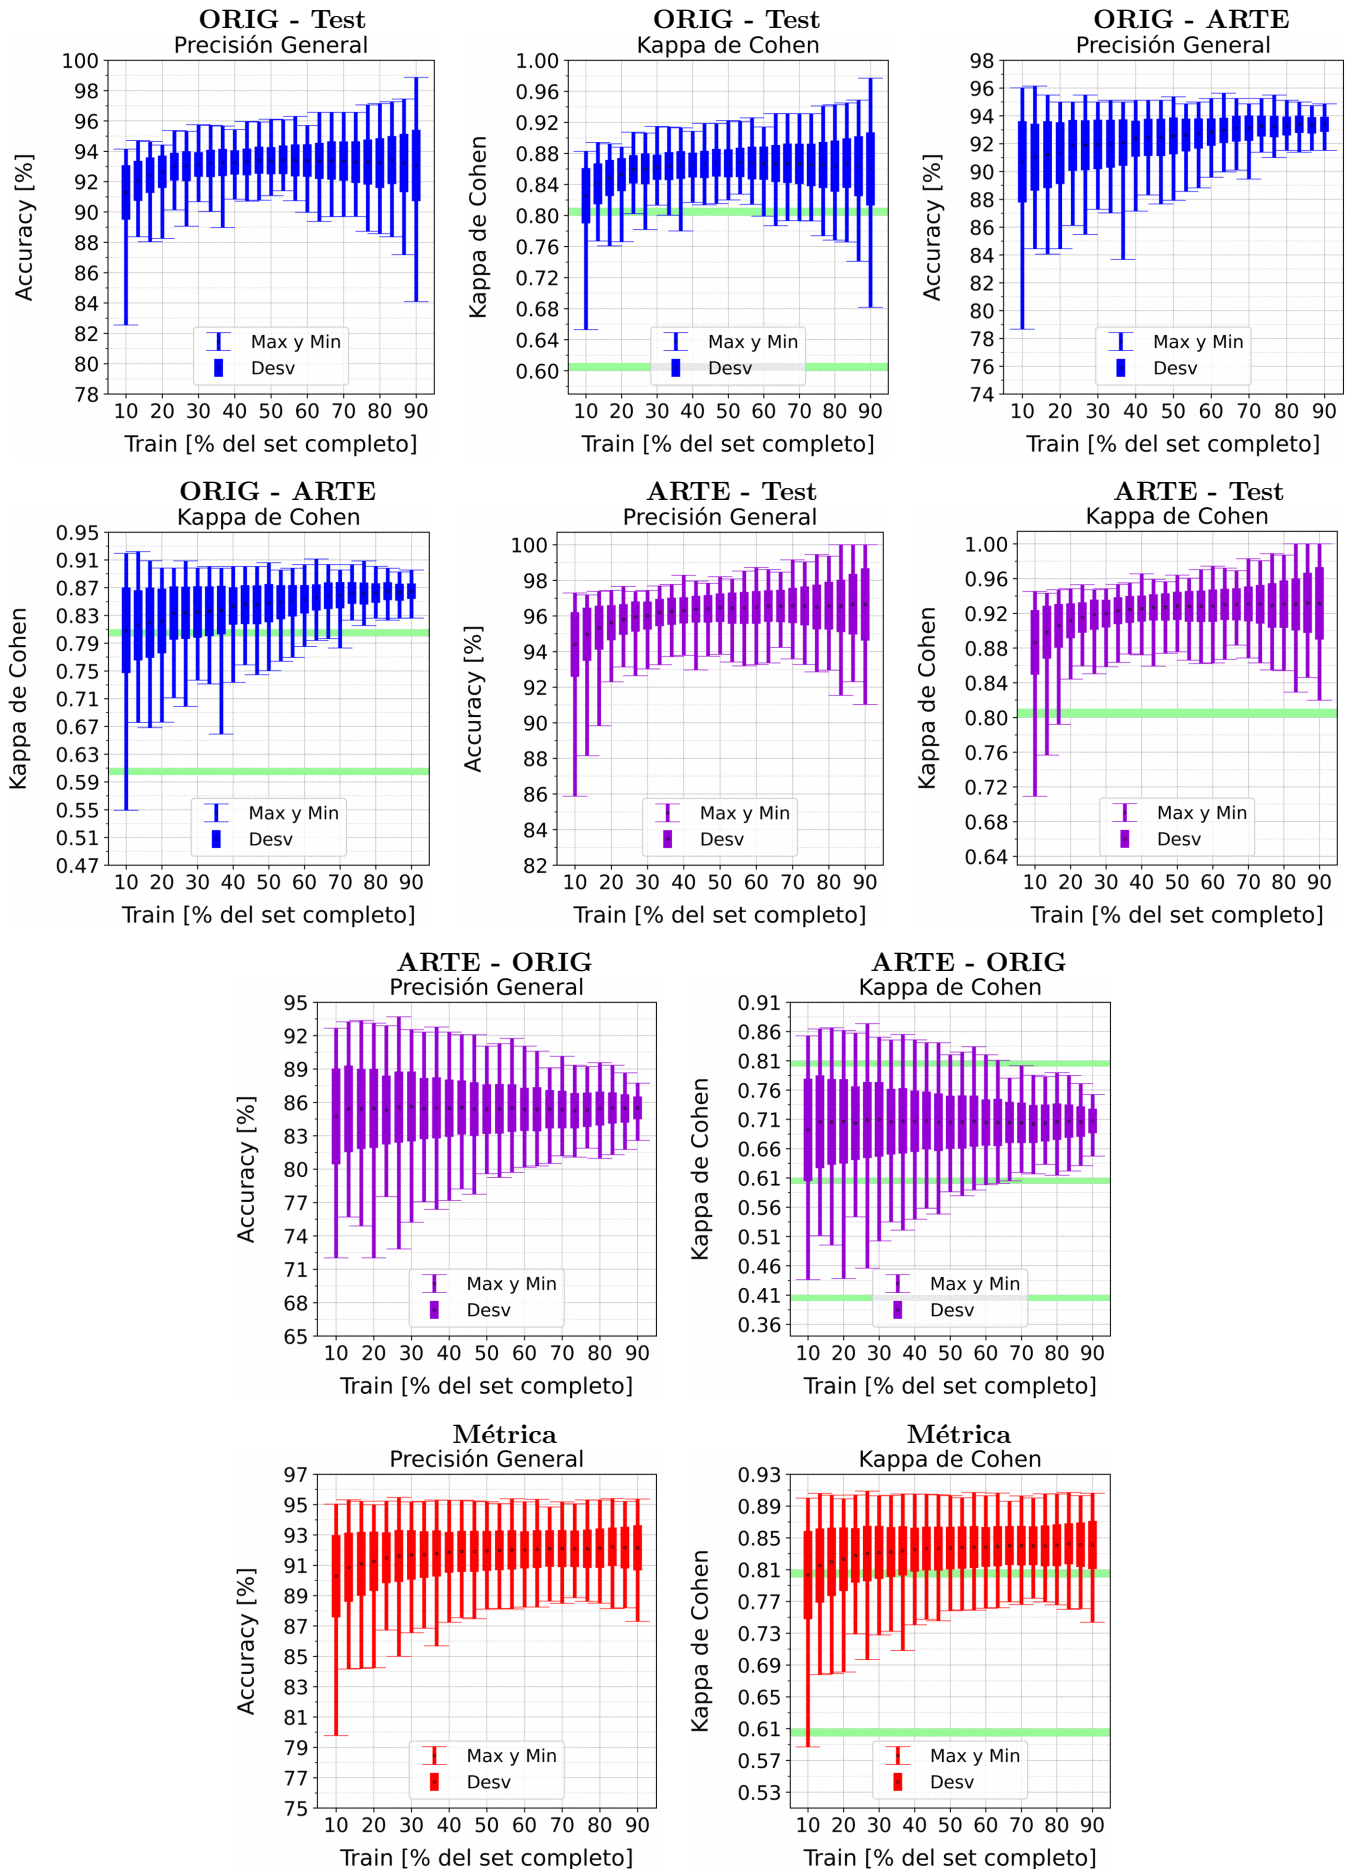 ORIG - Test
Precisión General
Accuracy [%]
100
98
96
94
92
90
88
86
84
82
80
78
Max y Min
Desv
10 20 30 40 50 60 70 80 90
Train [% del set completo]
ORIG - Test
Kappa de Cohen
Kappa de Cohen
1.00
0.96
0.92
0.88
0.84
0.80
0.76
0.72
0.68
0.64
0.60
Max y Min
Desv
10 20 30 40 50 60 70 80 90
Train [% del set completo]
ORIG - ARTE
Precisión General
Accuracy [%]
98
96
94
92
90
88
86
84
82
80
78
76
74
Max y Min
Desv
10 20 30 40 50 60 70 80 90
Train [% del set completo]
ORIG - ARTE
Kappa de Cohen
Kappa de Cohen
0.95
0.91
0.87
0.83
0.79
0.75
0.71
0.67
0.63
0.59
0.55
0.51
0.47
Max y Min
Desv
10 20 30 40 50 60 70 80 90
Train [% del set completo]
ARTE - Test
Precisión General
Accuracy [%]
100
98
96
94
92
90
88
86
84
82
Max y Min
Desv
10 20 30 40 50 60 70 80 90
Train [% del set completo]
ARTE - Test
Kappa de Cohen
Kappa de Cohen
1.00
0.96
0.92
0.88
0.84
0.80
0.76
0.72
0.68
0.64
Max y Min
Desv
10 20 30 40 50 60 70 80 90
Train [% del set completo]
ARTE - ORIG
Precisión General
Accuracy [%]
95
92
89
86
83
80
77
74
71
68
65
Max y Min
Desv
10 20 30 40 50 60 70 80 90
Train [% del set completo]
ARTE - ORIG
Kappa de Cohen
Kappa de Cohen
0.91
0.86
0.81
0.76
0.71
0.66
0.61
0.56
0.51
0.46
0.41
0.36
Max y Min
Desv
10 20 30 40 50 60 70 80 90
Train [% del set completo]
Métrica
Precisión General
Accuracy [%]
97
95
93
91
89
87
85
83
81
79
77
75
Max y Min
Desv
10 20 30 40 50 60 70 80 90
Train [% del set completo]
Métrica
Kappa de Cohen
Kappa de Cohen
0.93
0.89
0.85
0.81
0.77
0.73
0.69
0.65
0.61
0.57
0.53
Max y Min
Desv
10 20 30 40 50 60 70 80 90
Train [% del set completo]